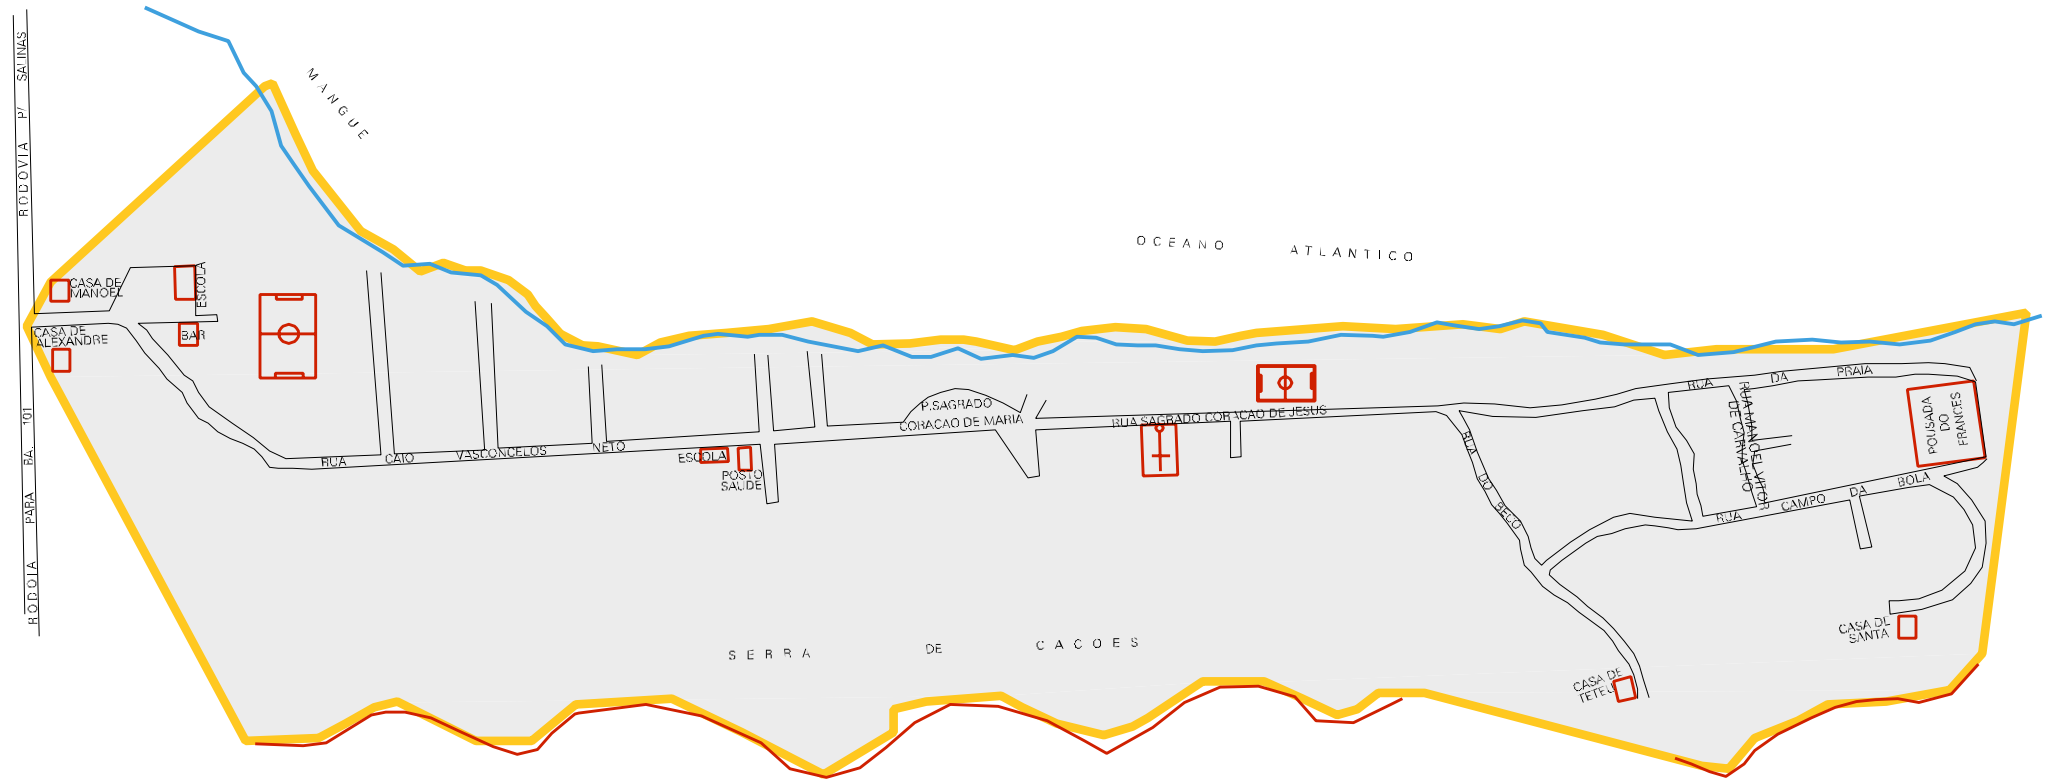 MANGUE
RODOVIA P/ SALINAS
OCEANO ATLANTICO
CASA DE
MANOEL
ESCOLA
CASA DE
ALEXANDRE
BAR
RODOIA PARA BA. 101
RUA CAIO VASCONCELOS NETO
ESCOLA
POSTO
SAUDE
P.SAGRADO
CORACAO DE MARIA
RUA SAGRADO CORACAO DE JESUS
RUA DA PRAIA
RUA MANOEL VITOR
DE CARVALHO
POUSADA
DO
FRANCES
RUA DO BECO
RUA CAMPO DA BOLA
SERRA DE CACOES
CASA DE
SANTA
CASA DE
TETEU